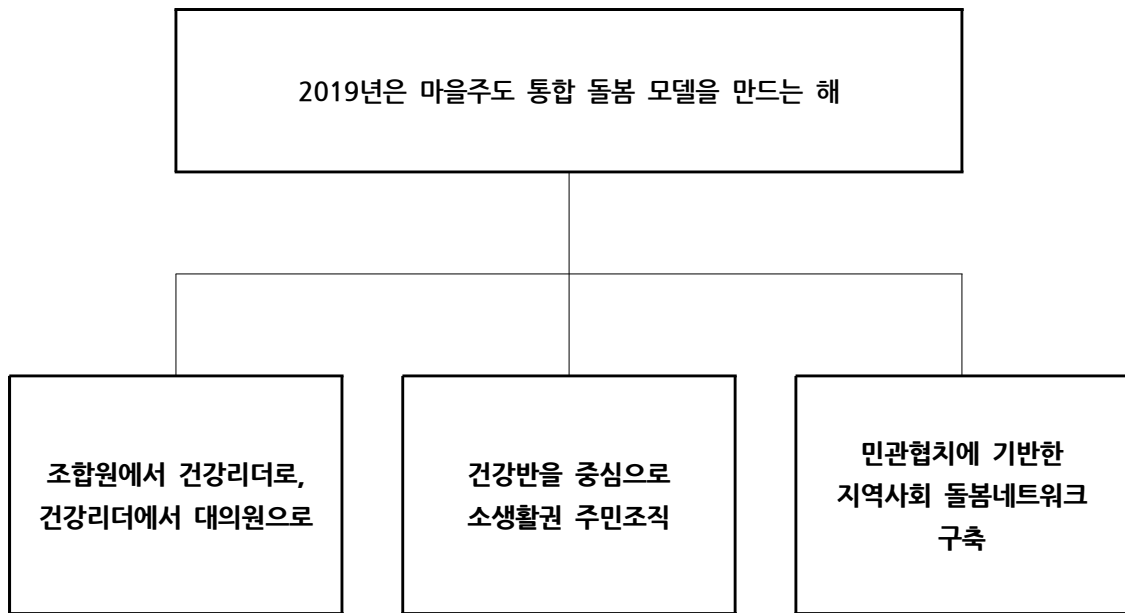 2019년은 마을주도 통합 돌봄 모델을 만드는 해
조합원에서 건강리더로,
건강리더에서 대의원으로
건강반을 중심으로
소생활권 주민조직
민관협치에 기반한
지역사회 돌봄네트워크
구축